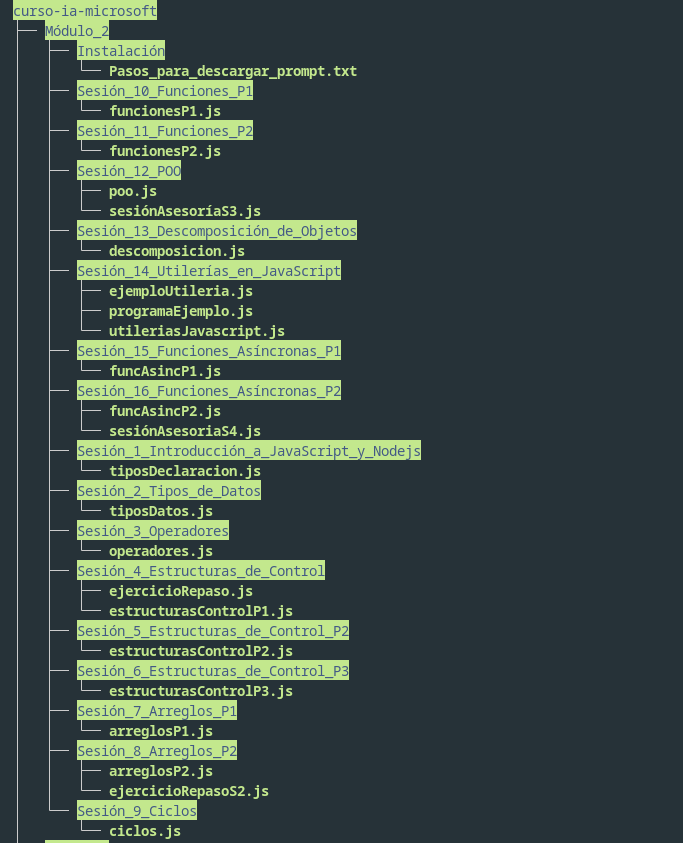 curso-ia-microsoft
Módulo_2
Instalación
Pasos_para_descargar_prompt.txt
Sesión_10_Funciones_P1
funcionesP1.js
Sesión_11_Funciones_P2
funcionesP2.js
Sesión_12_POO
poo.js
sesiónAsesoríaS3.js
Sesión_13_Descomposición_de_Objetos
descomposicion.js
Sesión_14_Utilerías_en_JavaScript
ejemploUtileria.js
programaEjemplo.js
utileriasJavascript.js
Sesión_15_Funciones_Asíncronas_P1
funcAsincP1.js
Sesión_16_Funciones_Asíncronas_P2
funcAsincP2.js
sesiónAsesoriaS4.js
Sesión_1_Introducción_a_JavaScript_y_Nodejs
tiposDeclaracion.js
Sesión_2_Tipos_de_Datos
tiposDatos.js
Sesión_3_Operadores
operadores.js
Sesión_4_Estructuras_de_Control
ejercicioRepaso.js
estructurasControlP1.js
Sesión_5_Estructuras_de_Control_P2
estructurasControlP2.js
Sesión_6_Estructuras_de_Control_P3
estructurasControlP3.js
Sesión_7_Arreglos_P1
arreglosP1.js
Sesión_8_Arreglos_P2
arreglosP2.js
ejercicioRepasoS2.js
Sesión_9_Ciclos
ciclos.js